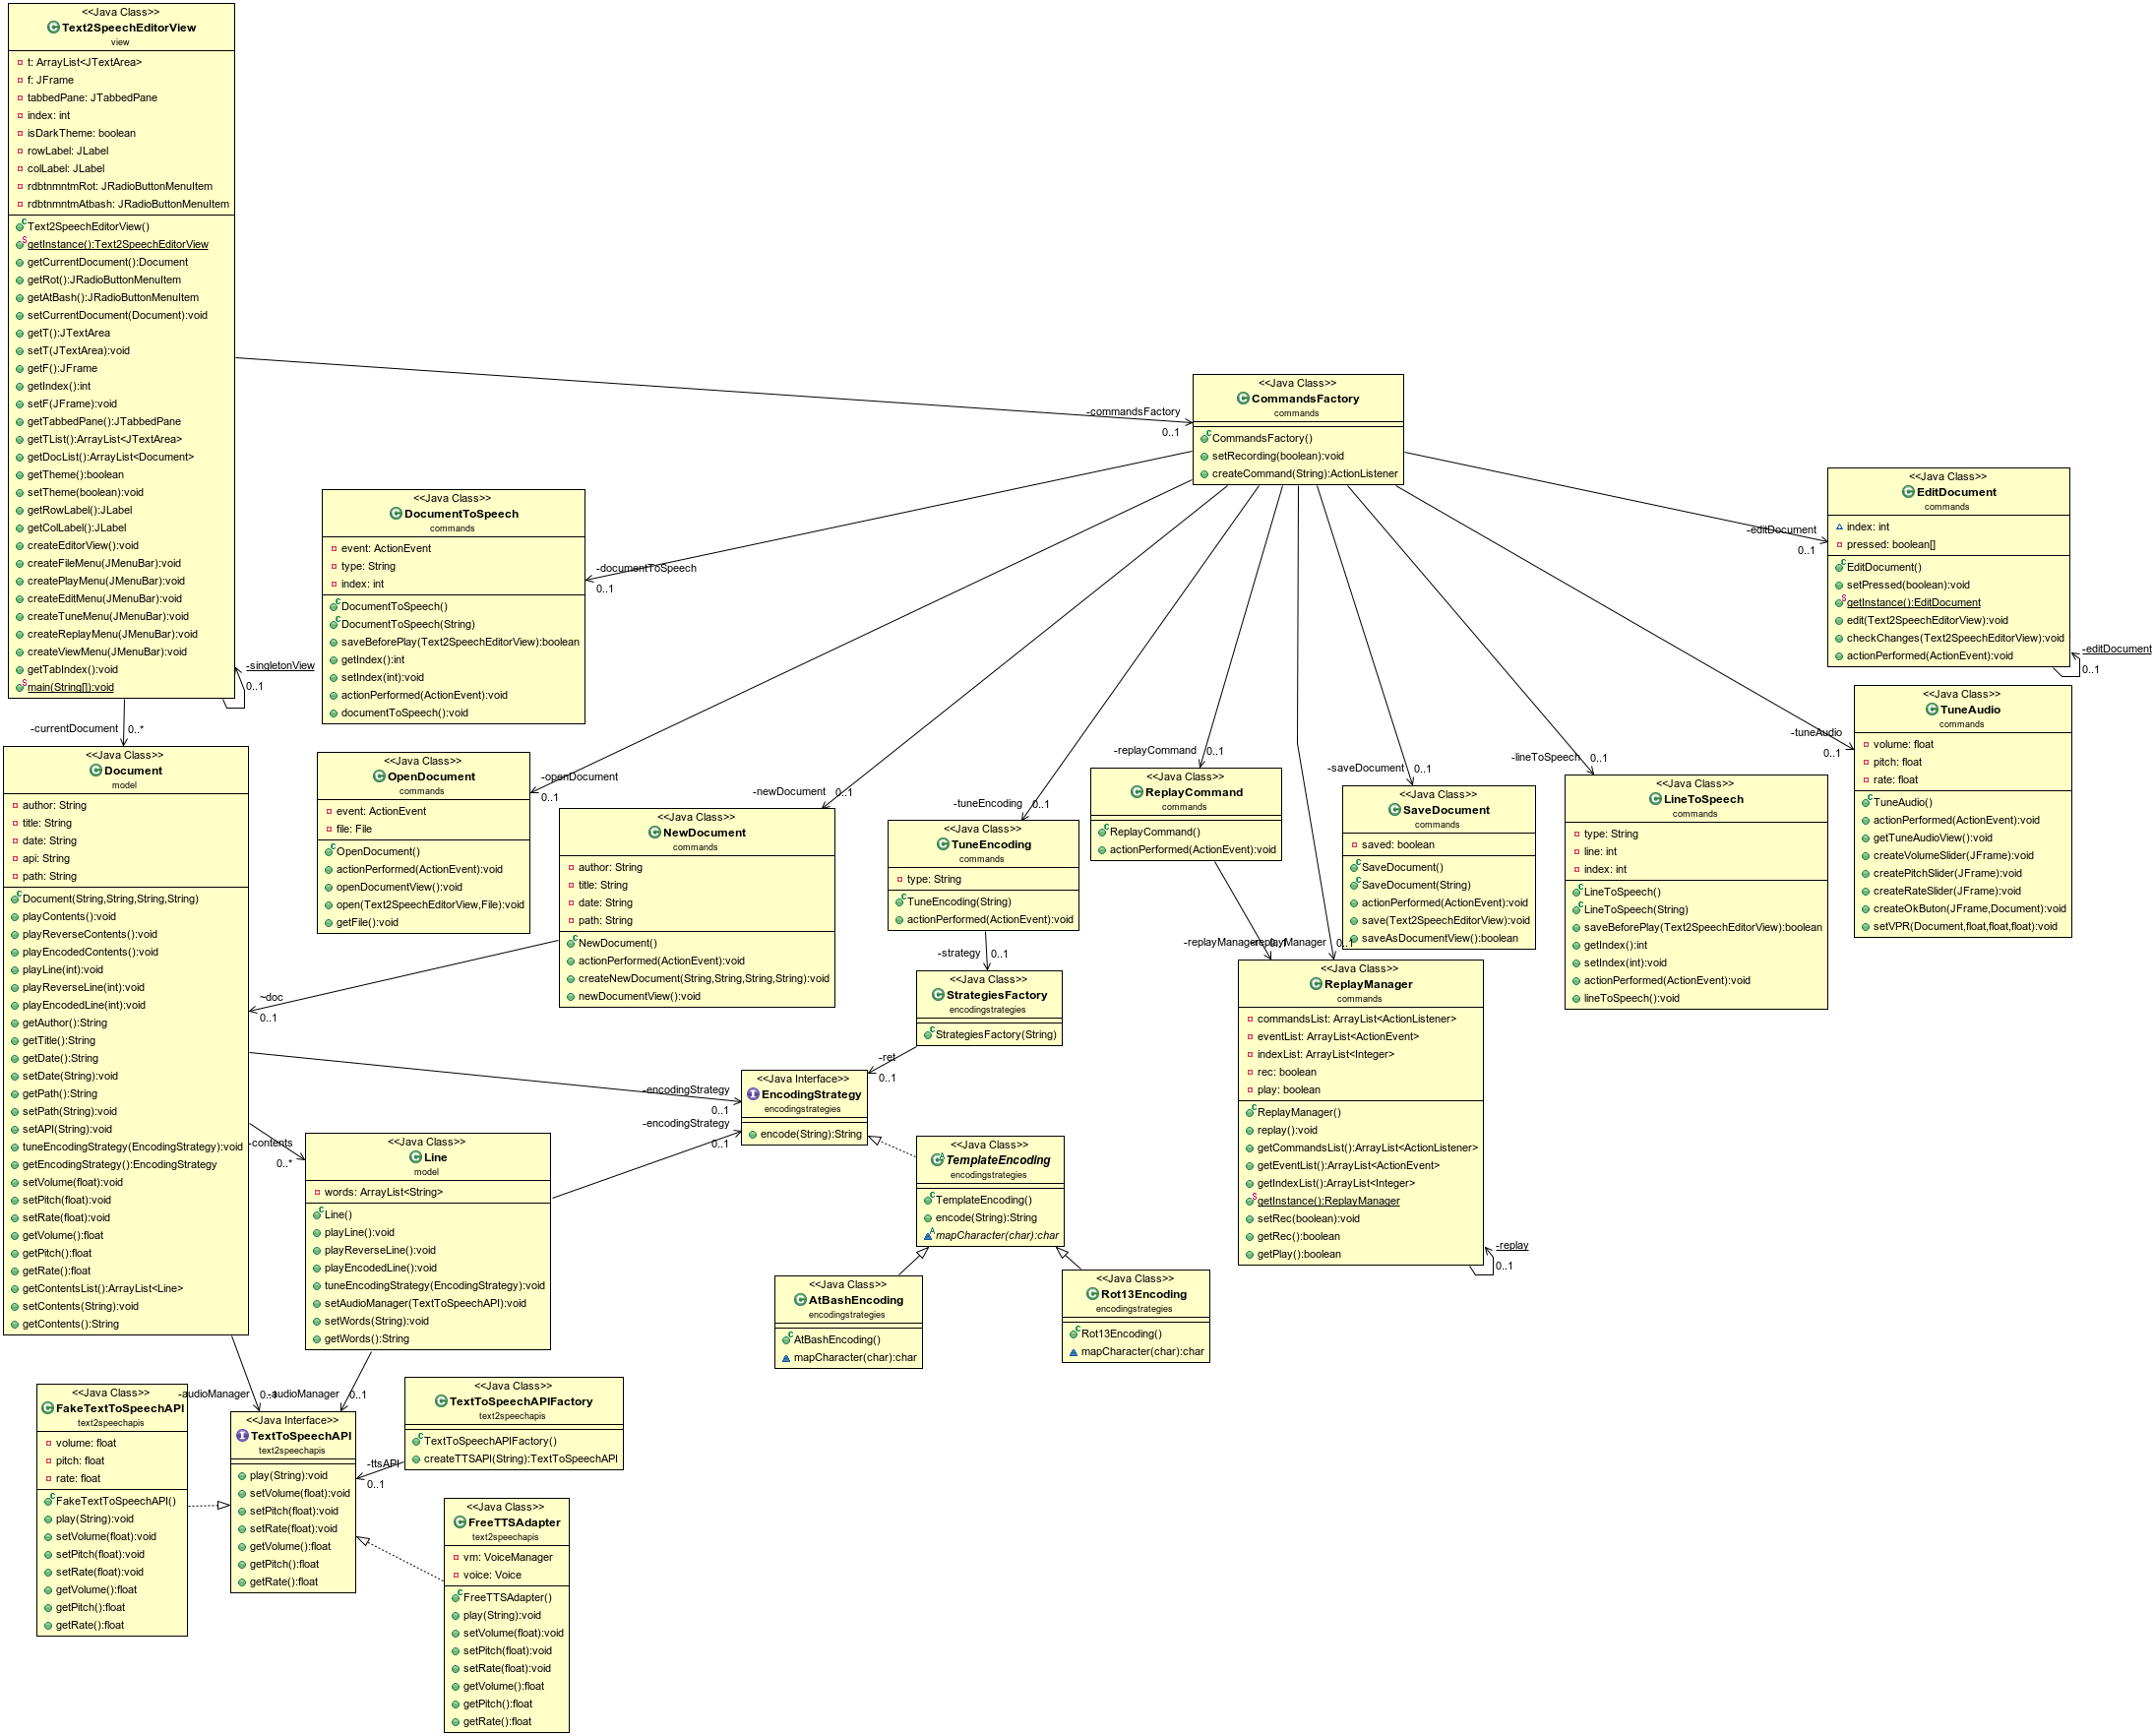 <<Java Class>>
Text2SpeechEditorView
view
t: ArrayList<JTextArea>
f: JFrame
tabbedPane: JTabbedPane
index: int
isDarkTheme: boolean
rowLabel: JLabel
colLabel: JLabel
rdbtnmntmRot: JRadioButtonMenuItem
rdbtnmntmAtbash: JRadioButtonMenuItem
Text2SpeechEditorView()
getInstance():Text2SpeechEditorView
getCurrentDocument():Document
getRot():JRadioButtonMenuItem
getAtBash():JRadioButtonMenuItem
setCurrentDocument(Document):void
getT():JTextArea
setT(JTextArea):void
getF():JFrame
getIndex():int
setF(JFrame):void
getTabbedPane():JTabbedPane
getTList():ArrayList<JTextArea>
getDocList():ArrayList<Document>
getTheme():boolean
setTheme(boolean):void
getRowLabel():JLabel
getColLabel():JLabel
createEditorView():void
createFileMenu(JMenuBar):void
createPlayMenu(JMenuBar):void
createEditMenu(JMenuBar):void
createTuneMenu(JMenuBar):void
createReplayMenu(JMenuBar):void
createViewMenu(JMenuBar):void
getTabIndex():void
main(String[]):void
-singletonView
0..1
-commandsFactory
0..1
<<Java Class>>
CommandsFactory
commands
CommandsFactory()
setRecording(boolean):void
createCommand(String):ActionListener
<<Java Class>>
EditDocument
commands
index: int
pressed: boolean[]
EditDocument()
setPressed(boolean):void
getInstance():EditDocument
edit(Text2SpeechEditorView):void
checkChanges(Text2SpeechEditorView):void
actionPerformed(ActionEvent):void
-editDocument
0..1
-editDocument
0..1
<<Java Class>>
DocumentToSpeech
commands
event: ActionEvent
type: String
index: int
DocumentToSpeech()
DocumentToSpeech(String)
saveBeforePlay(Text2SpeechEditorView):boolean
getIndex():int
setIndex(int):void
actionPerformed(ActionEvent):void
documentToSpeech():void
-documentToSpeech
0..1
<<Java Class>>
TuneAudio
commands
volume: float
pitch: float
rate: float
TuneAudio()
actionPerformed(ActionEvent):void
getTuneAudioView():void
createVolumeSlider(JFrame):void
createPitchSlider(JFrame):void
createRateSlider(JFrame):void
createOkButon(JFrame,Document):void
setVPR(Document,float,float,float):void
-tuneAudio
0..1
-currentDocument
0..*
<<Java Class>>
Document
model
author: String
title: String
date: String
api: String
path: String
Document(String,String,String,String)
playContents():void
playReverseContents():void
playEncodedContents():void
playLine(int):void
playReverseLine(int):void
playEncodedLine(int):void
getAuthor():String
getTitle():String
getDate():String
setDate(String):void
getPath():String
setPath(String):void
setAPI(String):void
tuneEncodingStrategy(EncodingStrategy):void
getEncodingStrategy():EncodingStrategy
setVolume(float):void
setPitch(float):void
setRate(float):void
getVolume():float
getPitch():float
getRate():float
getContentsList():ArrayList<Line>
setContents(String):void
getContents():String
<<Java Class>>
OpenDocument
commands
event: ActionEvent
file: File
OpenDocument()
actionPerformed(ActionEvent):void
openDocumentView():void
open(Text2SpeechEditorView,File):void
getFile():void
-openDocument
0..1
<<Java Class>>
NewDocument
commands
author: String
title: String
date: String
path: String
NewDocument()
actionPerformed(ActionEvent):void
createNewDocument(String,String,String,String):void
newDocumentView():void
-newDocument
0..1
~doc
0..1
<<Java Class>>
TuneEncoding
commands
type: String
TuneEncoding(String)
actionPerformed(ActionEvent):void
-tuneEncoding
0..1
-strategy
0..1
<<Java Class>>
StrategiesFactory
encodingstrategies
StrategiesFactory(String)
-ret
0..1
<<Java Class>>
ReplayCommand
commands
ReplayCommand()
actionPerformed(ActionEvent):void
-replayCommand
0..1
<<Java Class>>
SaveDocument
commands
saved: boolean
SaveDocument()
SaveDocument(String)
actionPerformed(ActionEvent):void
save(Text2SpeechEditorView):void
saveAsDocumentView():boolean
-saveDocument
0..1
<<Java Class>>
LineToSpeech
commands
type: String
line: int
index: int
LineToSpeech()
LineToSpeech(String)
saveBeforePlay(Text2SpeechEditorView):boolean
getIndex():int
setIndex(int):void
actionPerformed(ActionEvent):void
lineToSpeech():void
-lineToSpeech
0..1
-replayManager
0..1
-replayManager
0..1
<<Java Class>>
ReplayManager
commands
commandsList: ArrayList<ActionListener>
eventList: ArrayList<ActionEvent>
indexList: ArrayList<Integer>
rec: boolean
play: boolean
ReplayManager()
replay():void
getCommandsList():ArrayList<ActionListener>
getEventList():ArrayList<ActionEvent>
getIndexList():ArrayList<Integer>
getInstance():ReplayManager
setRec(boolean):void
getRec():boolean
getPlay():boolean
-replay
0..1
<<Java Interface>>
EncodingStrategy
encodingstrategies
encode(String):String
-encodingStrategy
0..1
-encodingStrategy
0..1
<<Java Class>>
TemplateEncoding
encodingstrategies
TemplateEncoding()
encode(String):String
mapCharacter(char):char
<<Java Class>>
AtBashEncoding
encodingstrategies
AtBashEncoding()
mapCharacter(char):char
<<Java Class>>
Rot13Encoding
encodingstrategies
Rot13Encoding()
mapCharacter(char):char
-contents
0..*
<<Java Class>>
Line
model
words: ArrayList<String>
Line()
playLine():void
playReverseLine():void
playEncodedLine():void
tuneEncodingStrategy(EncodingStrategy):void
setAudioManager(TextToSpeechAPI):void
setWords(String):void
getWords():String
-audioManager
0..1
-audioManager
0..1
<<Java Class>>
FakeTextToSpeechAPI
text2speechapis
volume: float
pitch: float
rate: float
FakeTextToSpeechAPI()
play(String):void
setVolume(float):void
setPitch(float):void
setRate(float):void
getVolume():float
getPitch():float
getRate():float
<<Java Interface>>
TextToSpeechAPI
text2speechapis
play(String):void
setVolume(float):void
setPitch(float):void
setRate(float):void
getVolume():float
getPitch():float
getRate():float
<<Java Class>>
TextToSpeechAPIFactory
text2speechapis
TextToSpeechAPIFactory()
createTTSAPI(String):TextToSpeechAPI
-ttsAPI
0..1
<<Java Class>>
FreeTTSAdapter
text2speechapis
vm: VoiceManager
voice: Voice
FreeTTSAdapter()
play(String):void
setVolume(float):void
setPitch(float):void
setRate(float):void
getVolume():float
getPitch():float
getRate():float